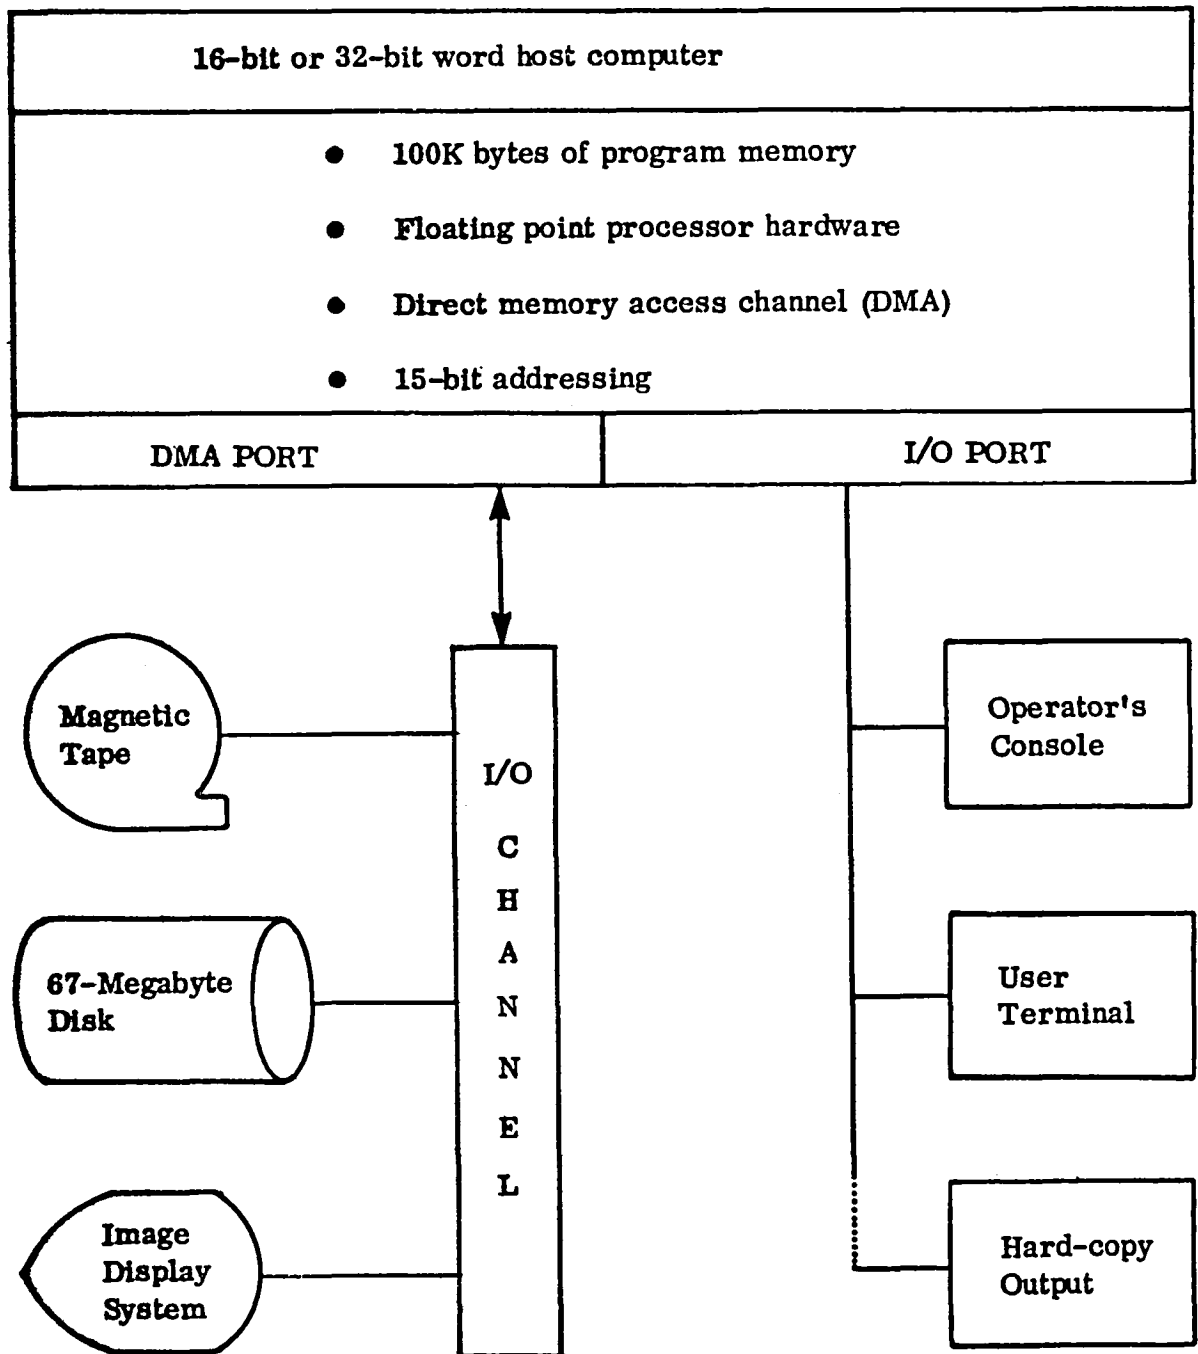 16-bit or 32-bit word host computer
● 100K bytes of program memory
● Floating point processor hardware
● Direct memory access channel (DMA)
● 15-bit addressing
DMA PORT
I/O PORT
Magnetic
Tape
67-Megabyte
Disk
Image
Display
System
I/O
C
H
A
N
N
E
L
Operator's
Console
User
Terminal
Hard-copy
Output